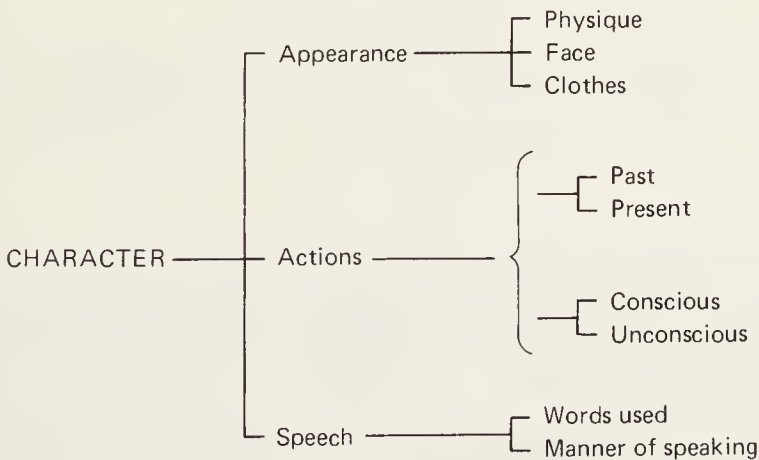 Physique
Appearance
Face
Clothes
Past
Present
CHARACTER
Actions
Conscious
Unconscious
Words used
Speech
Manner of speaking